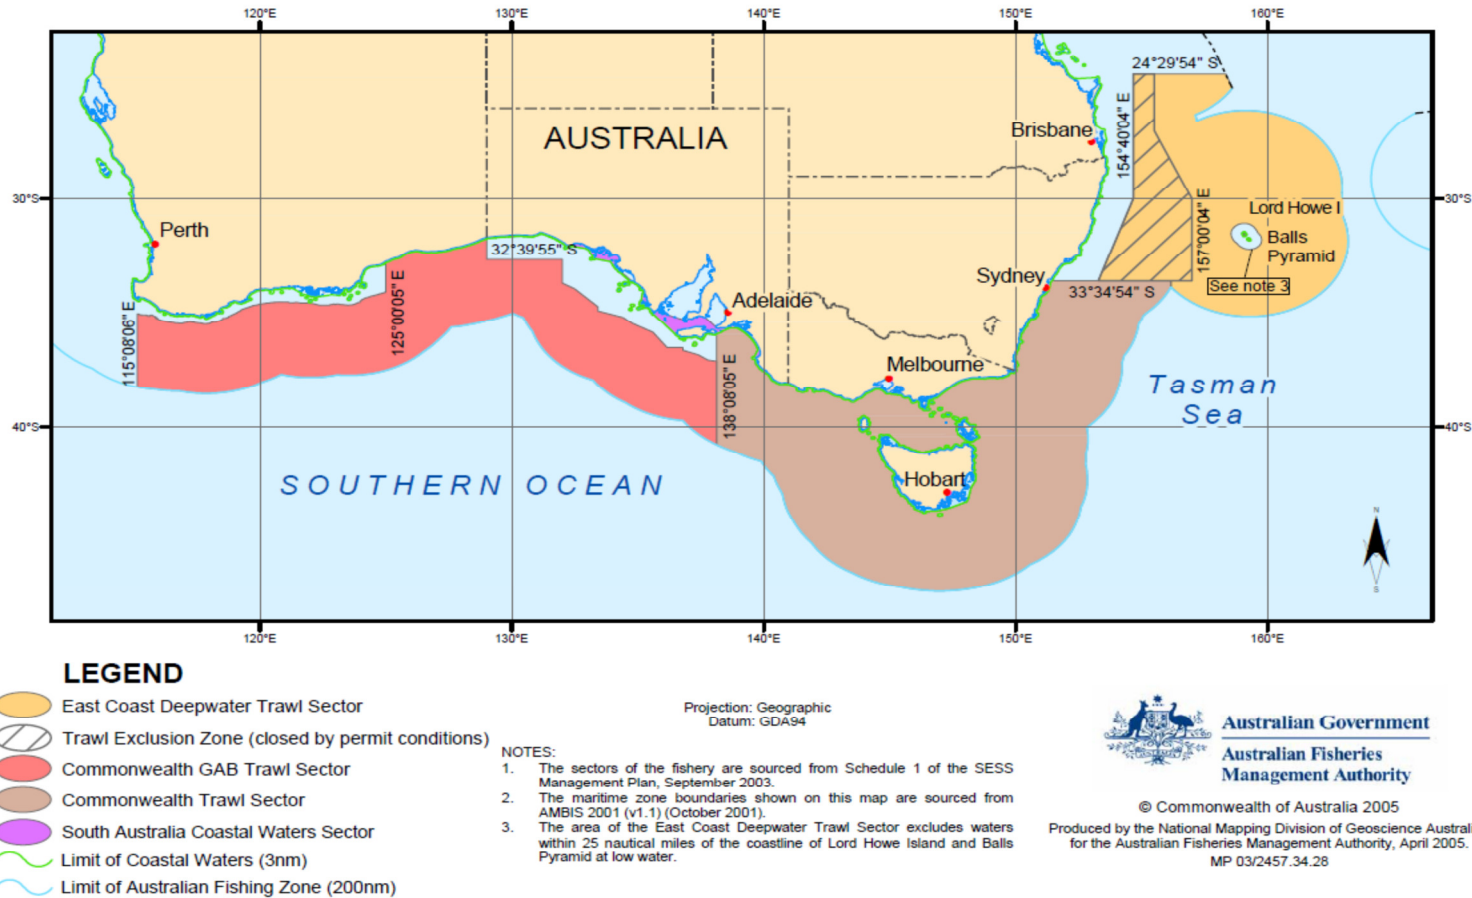 120°E 130°E 140°E 150°E 160°E
24°29'54" S
154°40'04" E
Brisbane
AUSTRALIA
30°S 30°S
157°00'04" E
Lord Howe I
Perth
Balls
Pyramid
32°39'55" S
Sydney
See note 3
33°34'54" S
Adelaide
125°00'05" E
115°08'06" E
138°08'05" E
Melbourne
Tasman
Sea
40°S 40°S
SOUTHERN OCEAN
Hobart
N
S
120°E 130°E 140°E 150°E 160°E
LEGEND
East Coast Deepwater Trawl Sector
Trawl Exclusion Zone (closed by permit conditions)
Commonwealth GAB Trawl Sector
Commonwealth Trawl Sector
South Australia Coastal Waters Sector
Limit of Coastal Waters (3nm)
Limit of Australian Fishing Zone (200nm)
Projection: Geographic
Datum: GDA94
NOTES:
1. The sectors of the fishery are sourced from Schedule 1 of the SESS
Management Plan, September 2003.
2. The maritime zone boundaries shown on this map are sourced from
AMBIS 2001 (v1.1) (October 2001).
3. The area of the East Coast Deepwater Trawl Sector excludes waters
within 25 nautical miles of the coastline of Lord Howe Island and Balls
Pyramid at low water.
Australian Government
Australian Fisheries
Management Authority
© Commonwealth of Australia 2005
Produced by the National Mapping Division of Geoscience Austral
for the Australian Fisheries Management Authority, April 2005.
MP 03/2457.34.28